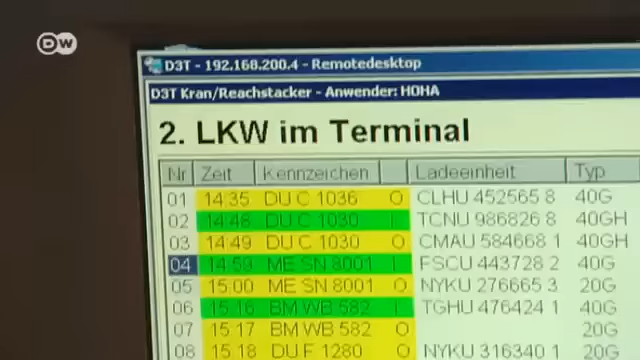 DW
D3T - 192.168.200.4 - Remotedesktop
D3T Kran/Reachstacker - Anwender: HOHA
2. LKW im Terminal
Nr Zeit Kennzeichen Ladeeinheit Typ
01 14:35 DU C 1036 O CLHU 452565 8 40G
02 14:48 DU C 1030 I TCNU 986826 8 40GH
03 14:49 DU C 1030 O CMAU 584668 1 40GH
04 14:59 ME SN 8001 I FSCU 443728 2 40G
05 15:00 ME SN 8001 O NYKU 276665 3 20G
06 15:16 BM WB 582 I TGHU 476424 1 40G
07 15:17 BM WB 582 O 20G
08 15:18 DU F 1280 O NYKU 316340 1 20G